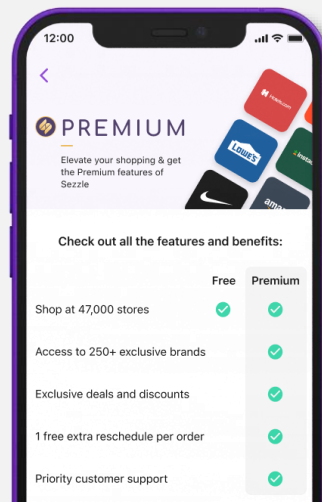 12:00
PREMIUM
Elevate your shopping & get
the Premium features of
Sezzle
Hotels.com
LOWE'S
Check out all the features and benefits:
Free Premium
Shop at 47,000 stores
Access to 250+ exclusive brands
Exclusive deals and discounts
1 free extra reschedule per order
Priority customer support